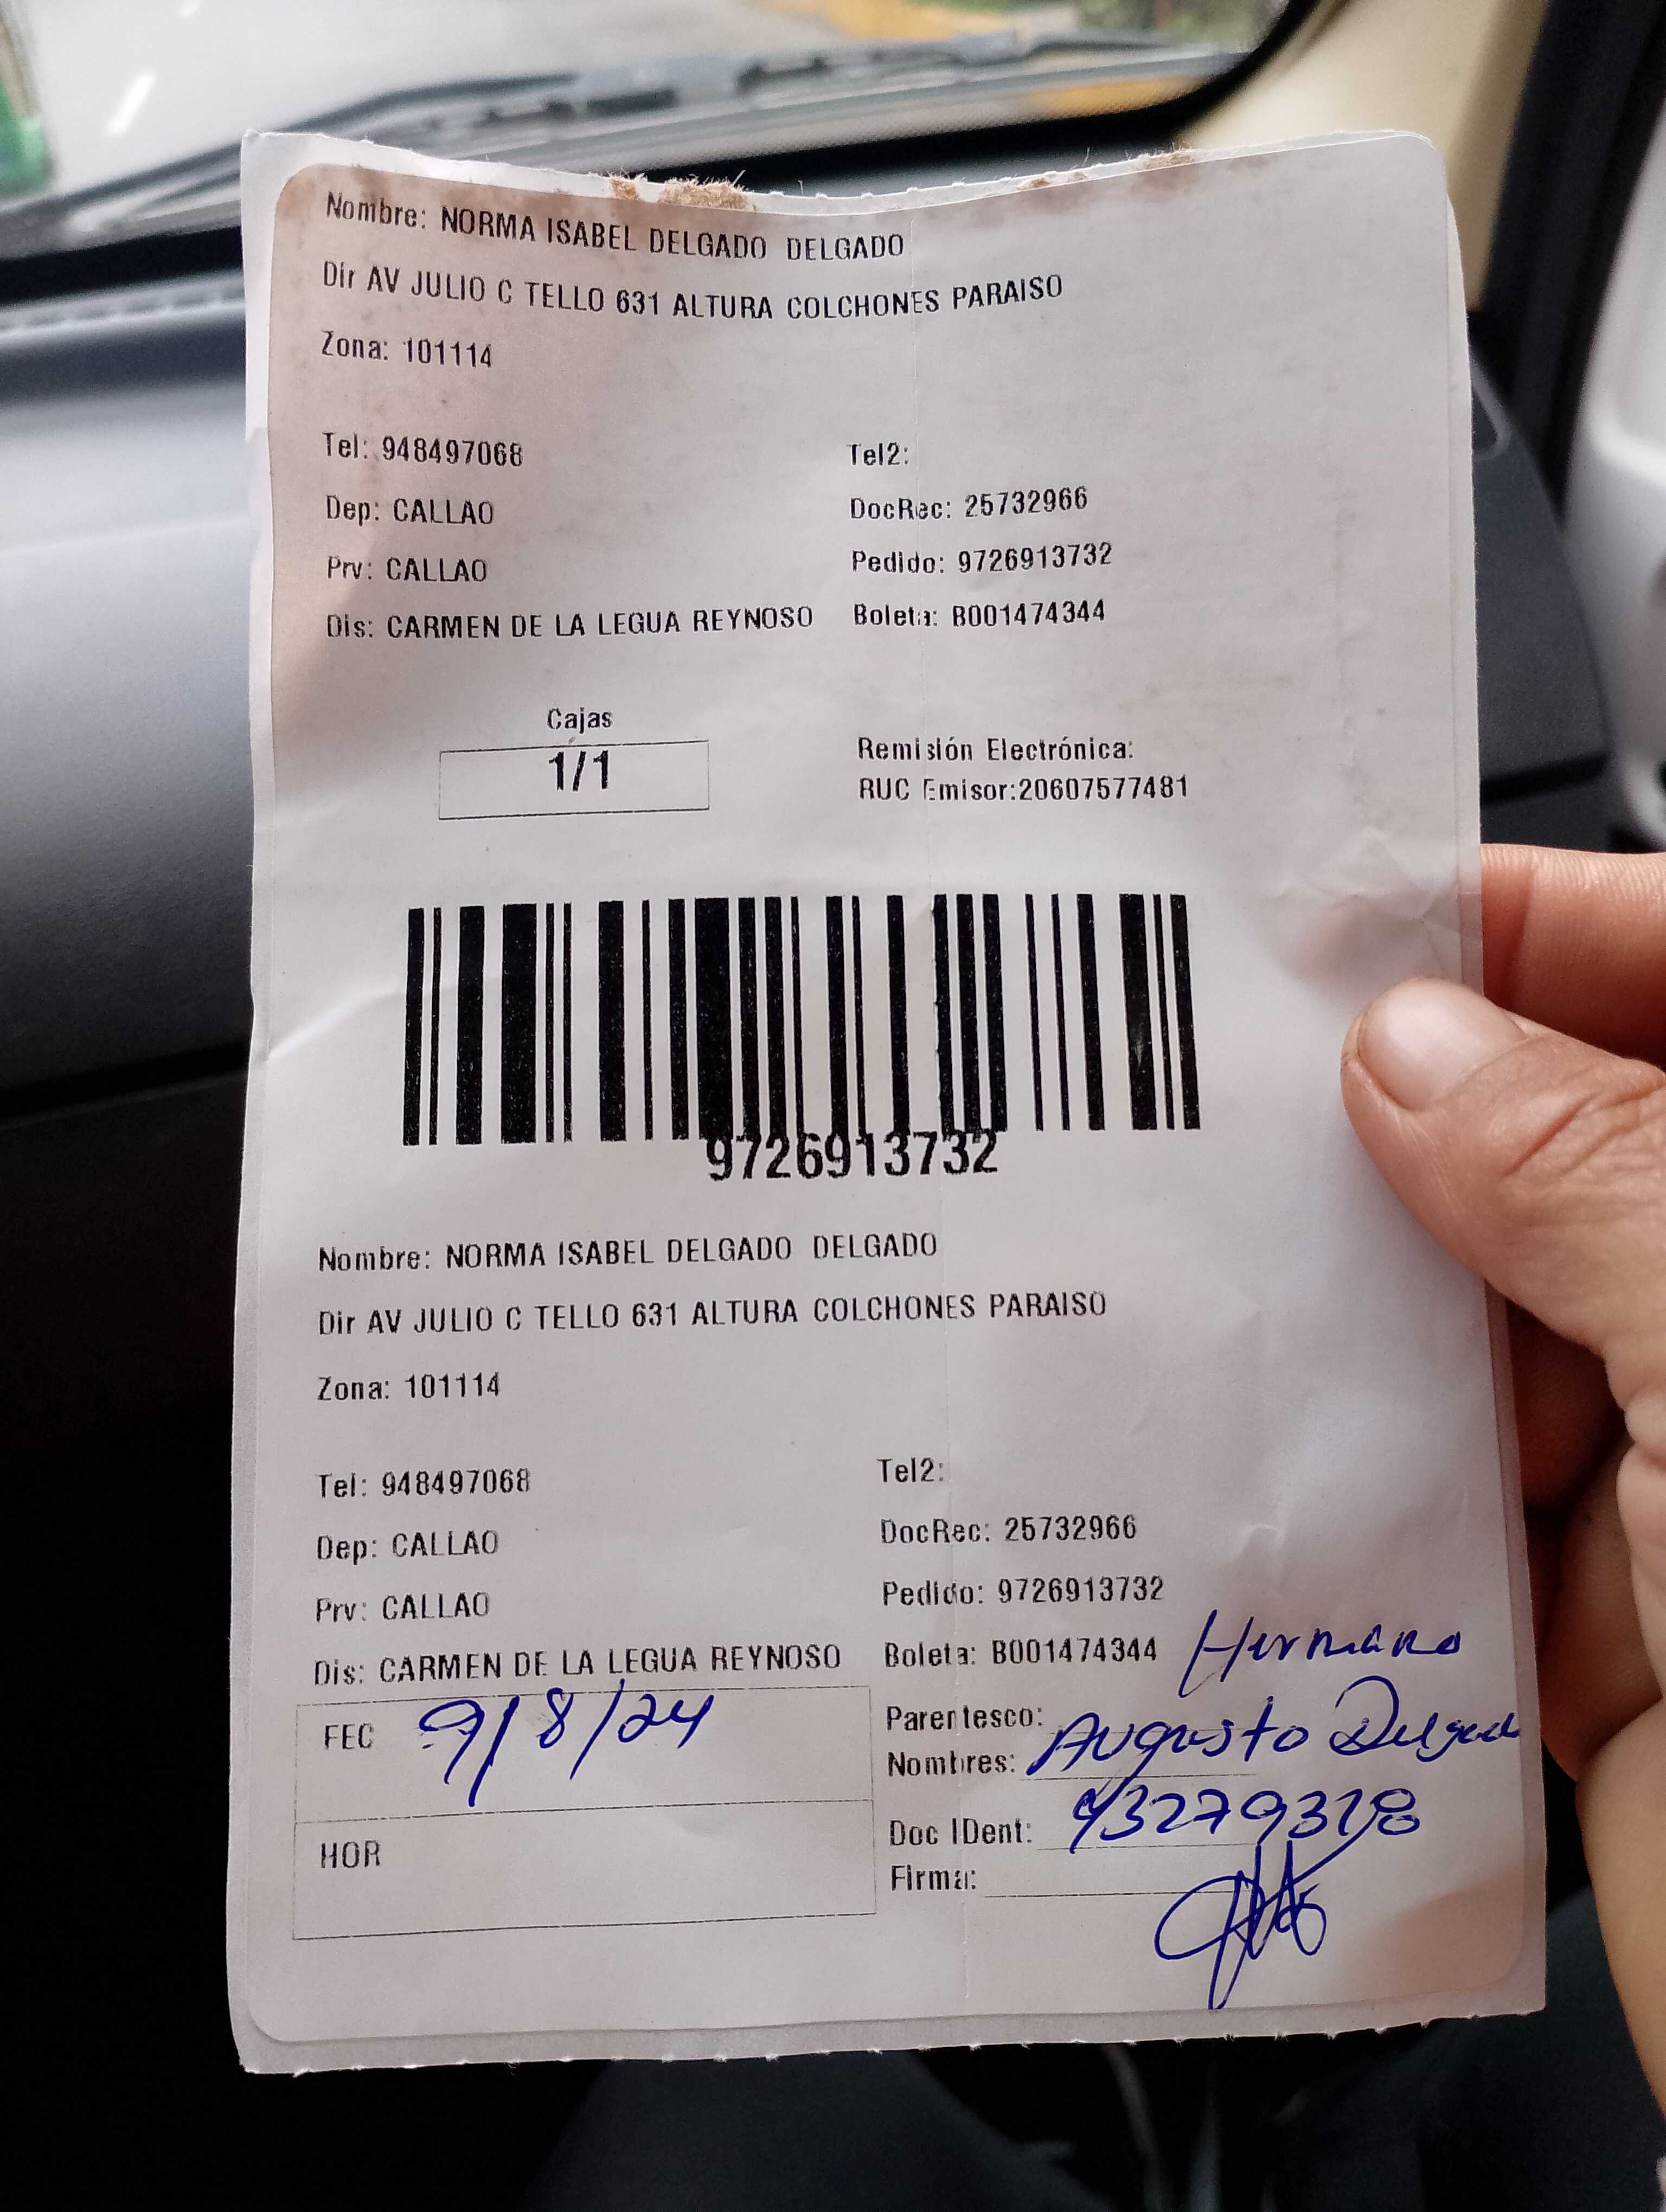 Nombre: NORMA ISABEL DELGADO DELGADO
Dir AV JULIO C TELLO 631 ALTURA COLCHONES PARAISO
Zona: 101114
Tel: 948497068 Tel2:
Dep: CALLAO DocRec: 25732966
Prv: CALLAO Pedido: 9726913732
Dis: CARMEN DE LA LEGUA REYNOSO Boleta: B001474344
Cajas
1/1
Remisión Electrónica:
RUC Emisor:20607577481
9726913732
Nombre: NORMA ISABEL DELGADO DELGADO
Dir AV JULIO C TELLO 631 ALTURA COLCHONES PARAISO
Zona: 101114
Tel: 948497068 Tel2:
Dep: CALLAO DocRec: 25732966
Prv: CALLAO Pedido: 9726913732
Dis: CARMEN DE LA LEGUA REYNOSO Boleta: B001474344
FEC 9/8/24
HOR
Parentesco: Hermano
Nombres: Augusto Delgado
Doc IDent: 43279318
Firma: